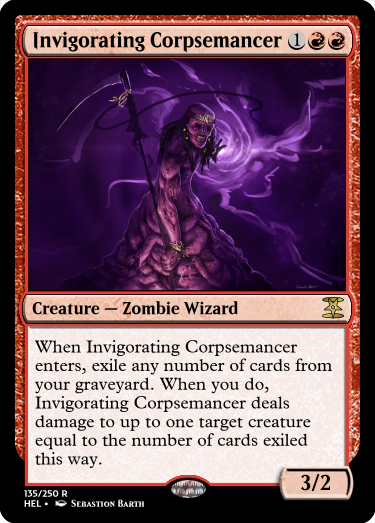 Invigorating Corpsemancer 1
Creature — Zombie Wizard
When Invigorating Corpsemancer
enters, exile any number of cards from
your graveyard. When you do,
Invigorating Corpsemancer deals
damage to up to one target creature
equal to the number of cards exiled
this way.
3/2
135/250 R
HEL • Sebastion Barth